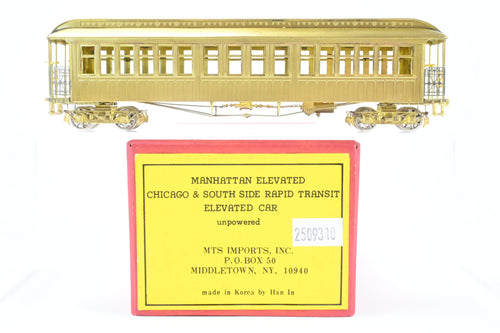 MANHATTAN ELEVATED
CHICAGO & SOUTH SIDE RAPID TRANSIT
ELEVATED CAR
unpowered
2509310
MTS IMPORTS, INC.
P.O.BOX 50
MIDDLETOWN, NY, 10940
made in Korea by Han In